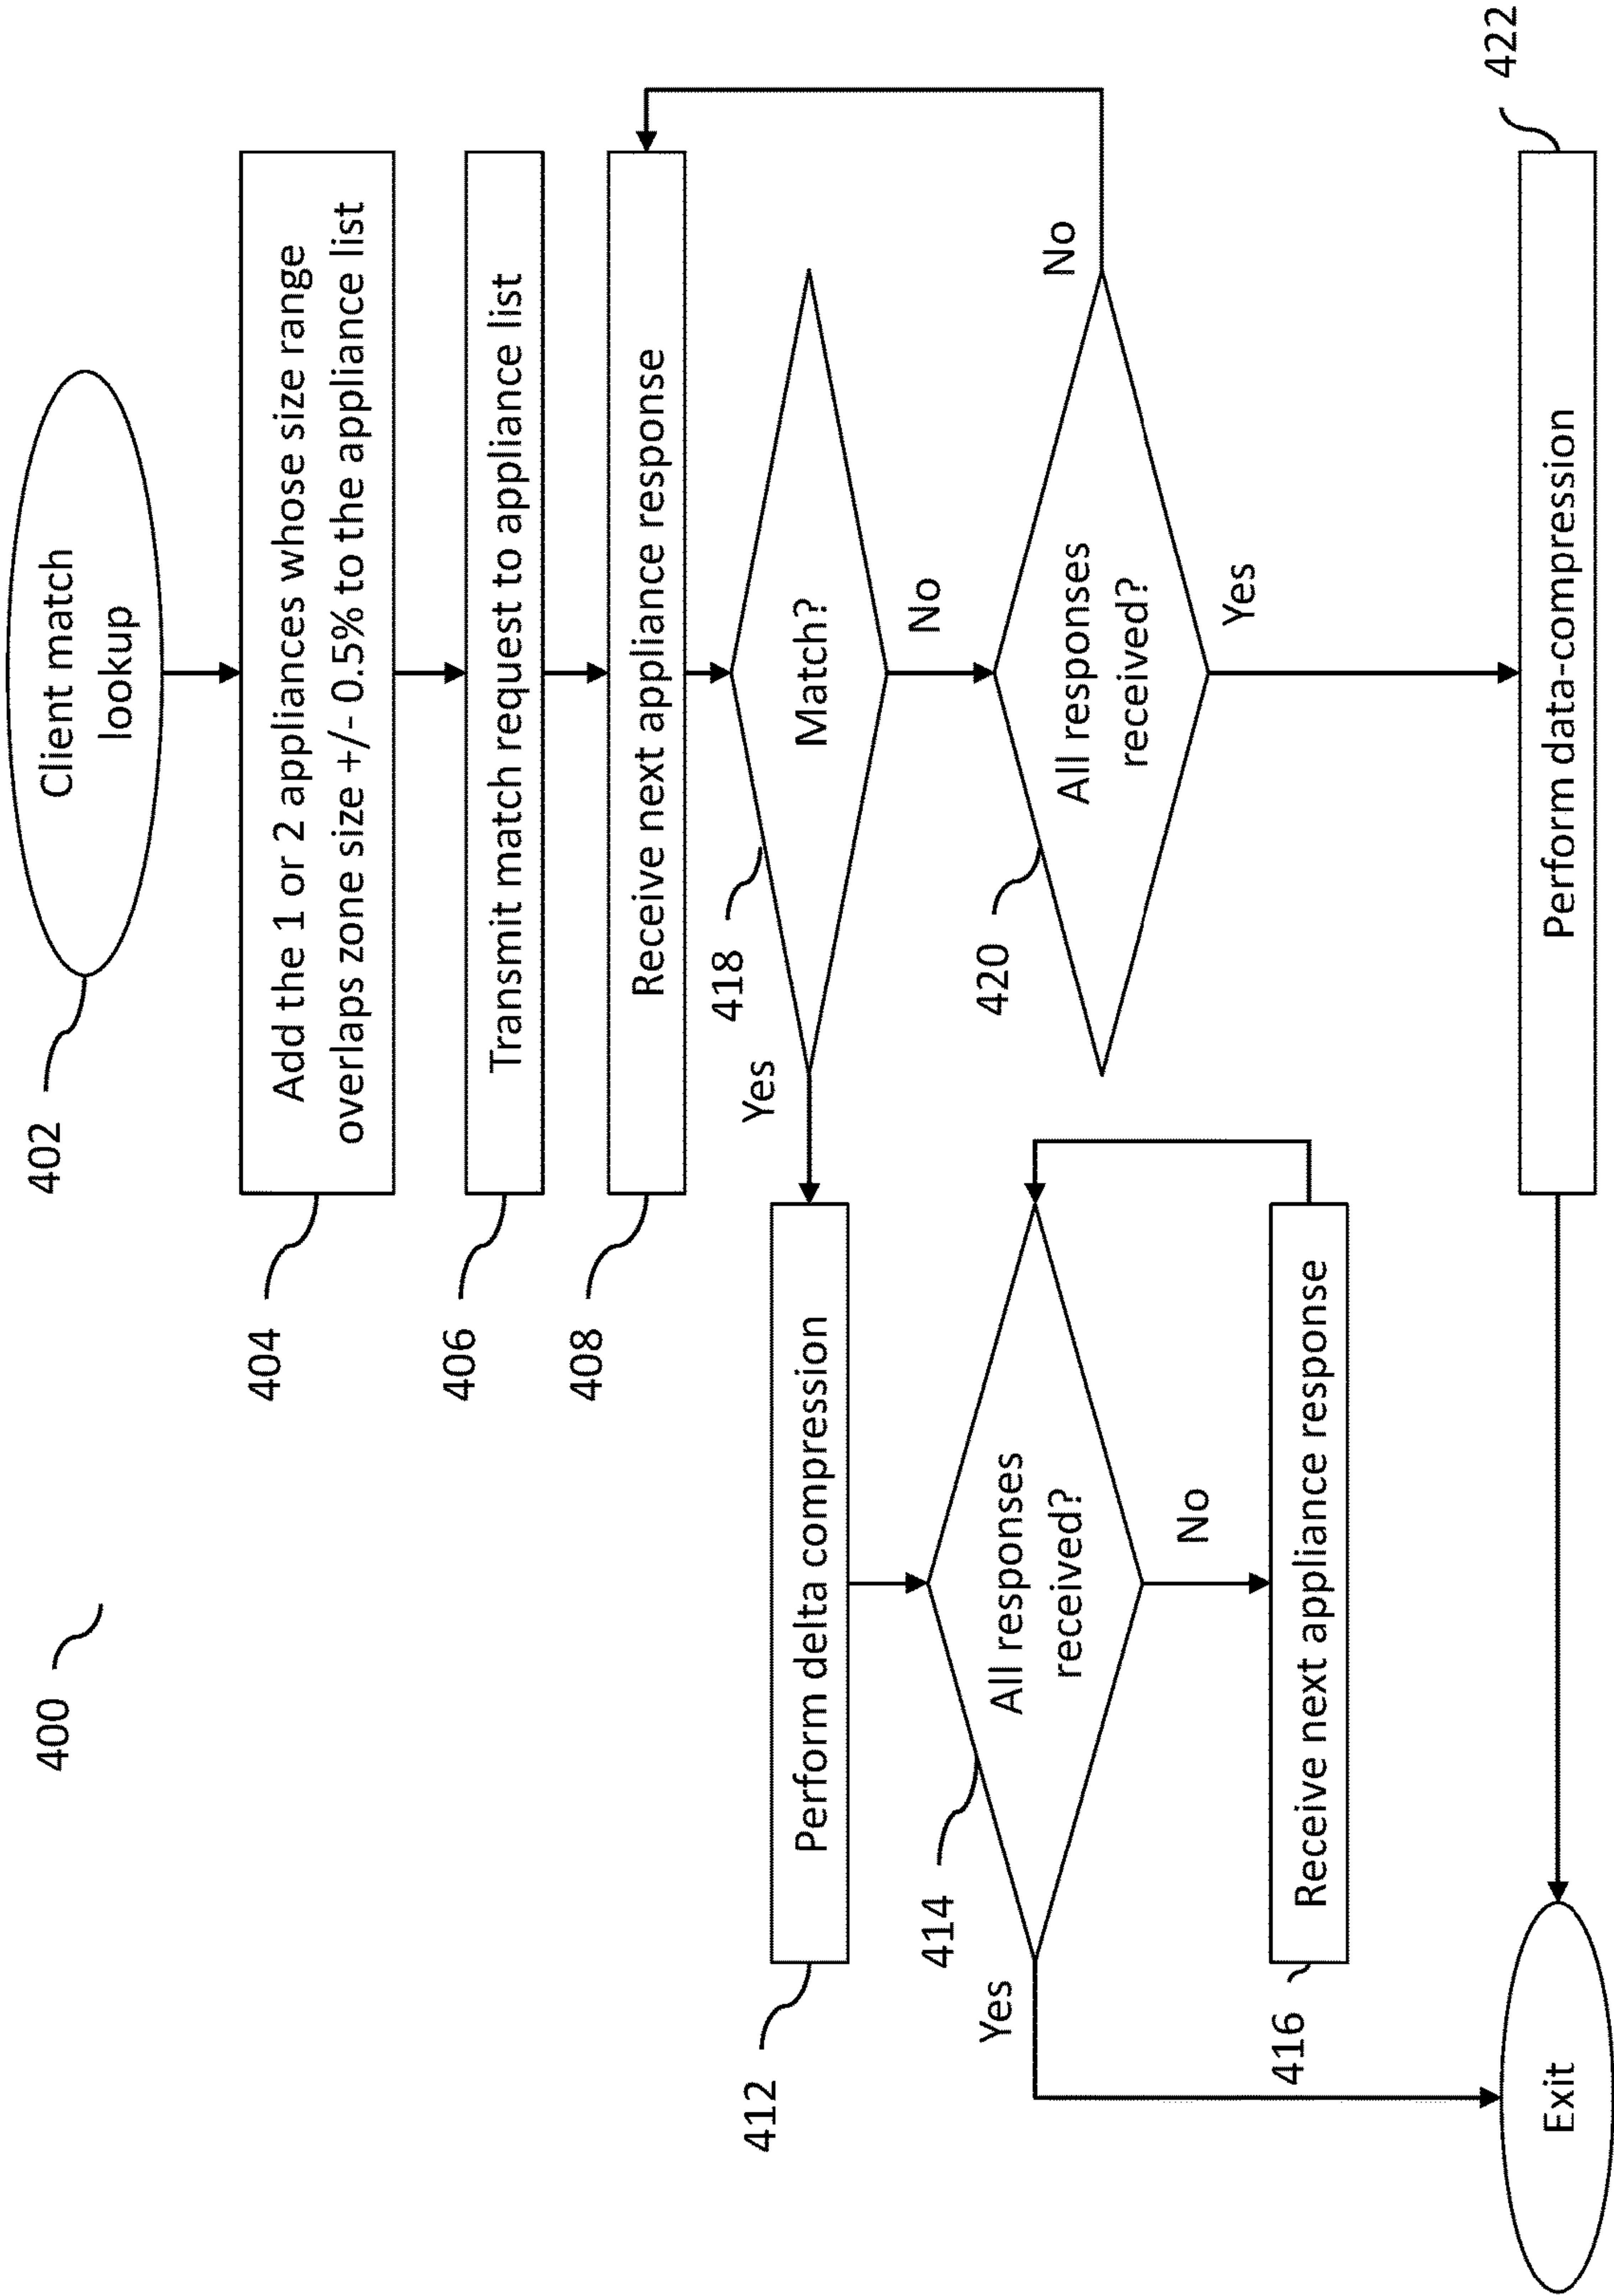 400
402
Client match
lookup
404
Add the 1 or 2 appliances whose size range
overlaps zone size +/- 0.5% to the appliance list
406
Transmit match request to appliance list
408
Receive next appliance response
418
Match?
Yes
No
412
Perform delta compression
414
All responses
received?
Yes
No
416
Receive next appliance response
420
All responses
received?
No
Yes
422
Perform data-compression
Exit